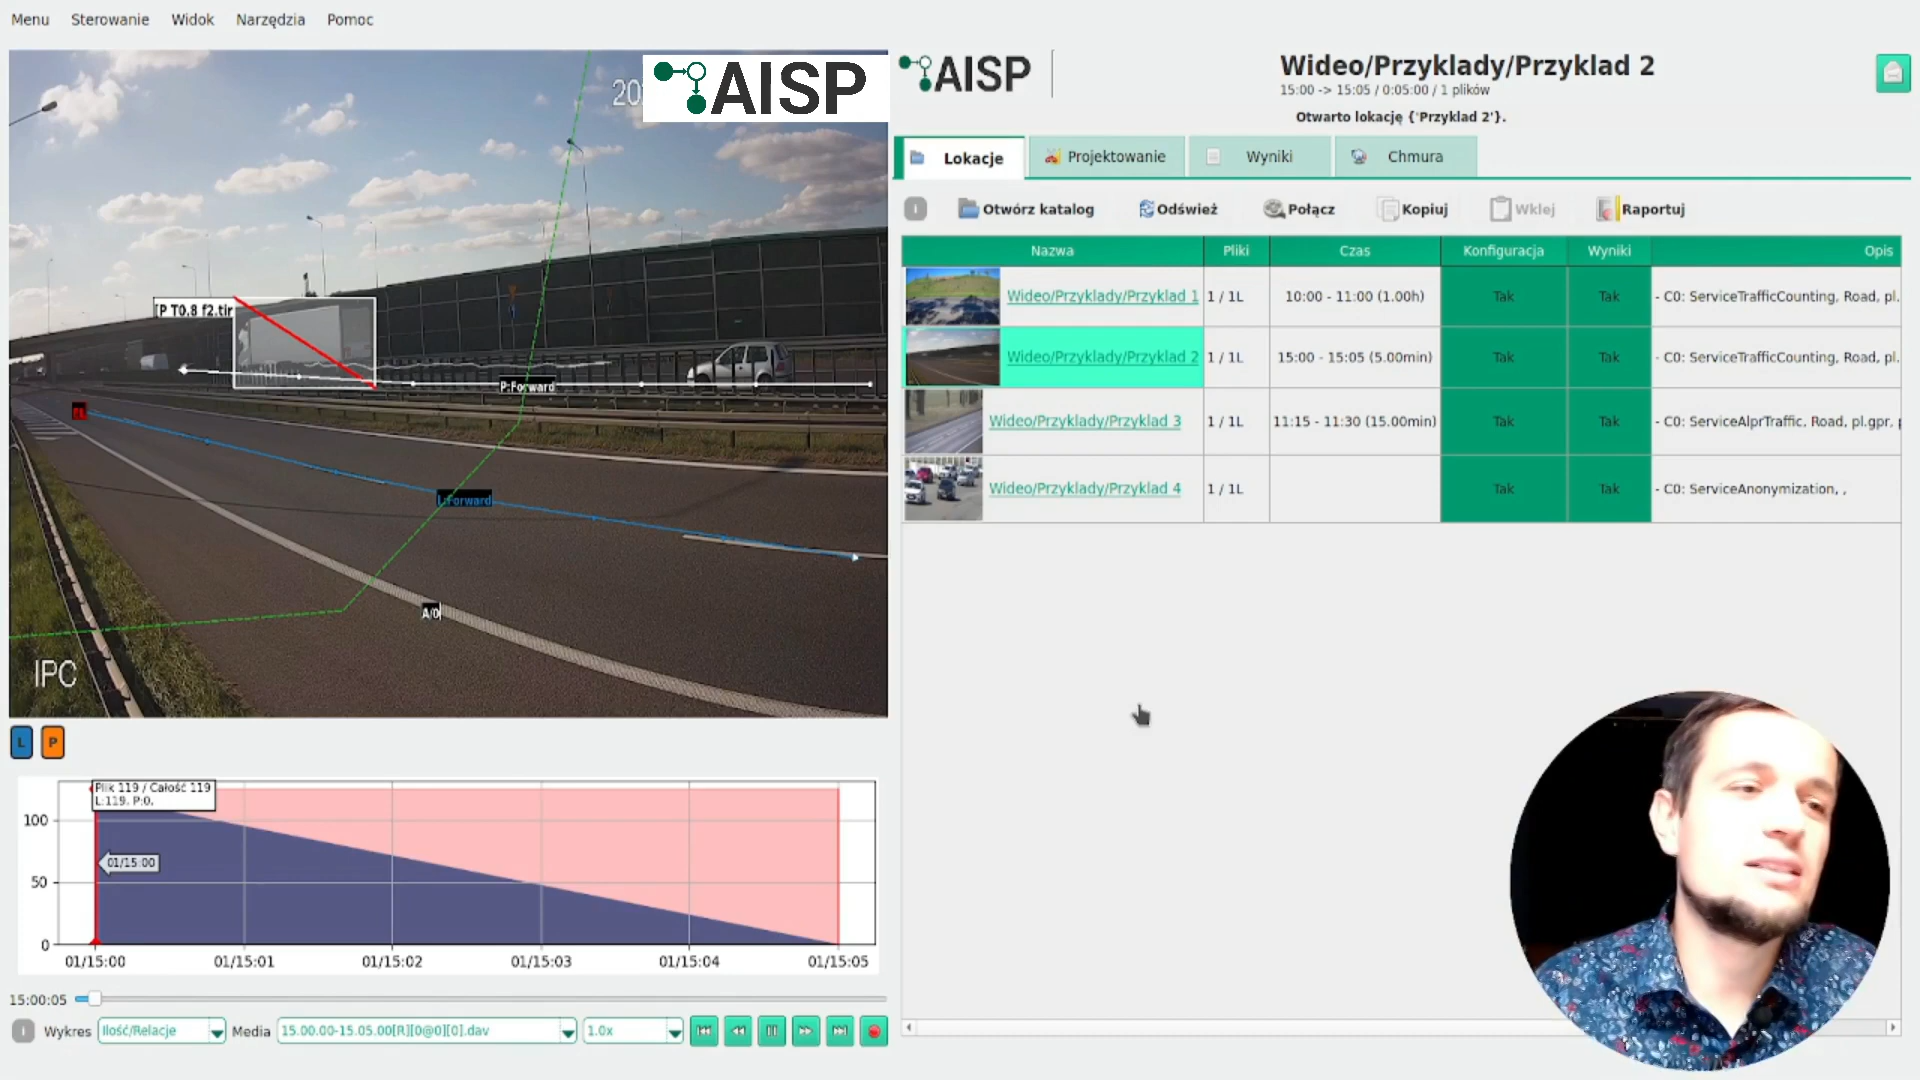 Menu Sterowanie Widok Narzędzia Pomoc
20
AISP
[P T0.8 f2.tir
P:Forward
L:Forward
A/0
IPC
L P
Plik 119 / Całość 119
L:119, P:0,
01/15:00
100
50
0
01/15:00 01/15:01 01/15:02 01/15:03 01/15:04 01/15:05
15:00:05
Wykres Ilość/Relacje Media 15.00.00-15.05.00[R][0@0][0].dav 1.0x
AISP
Wideo/Przyklady/Przyklad 2
15:00 -> 15:05 / 0:05:00 / 1 plików
Otwarto lokację {'Przyklad 2'}.
Lokacje Projektowanie Wyniki Chmura
Otwórz katalog Odśwież Połącz Kopiuj Wklej Raportuj
Nazwa Pliki Czas Konfiguracja Wyniki Opis
Wideo/Przyklady/Przyklad 1 1 / 1L 10:00 - 11:00 (1.00h) Tak Tak - C0: ServiceTrafficCounting, Road, pl.
Wideo/Przyklady/Przyklad 2 1 / 1L 15:00 - 15:05 (5.00min) Tak Tak - C0: ServiceTrafficCounting, Road, pl.
Wideo/Przyklady/Przyklad 3 1 / 1L 11:15 - 11:30 (15.00min) Tak Tak - C0: ServiceAlprTraffic, Road, pl.gpr,
Wideo/Przyklady/Przyklad 4 1 / 1L Tak Tak - C0: ServiceAnonymization, ,